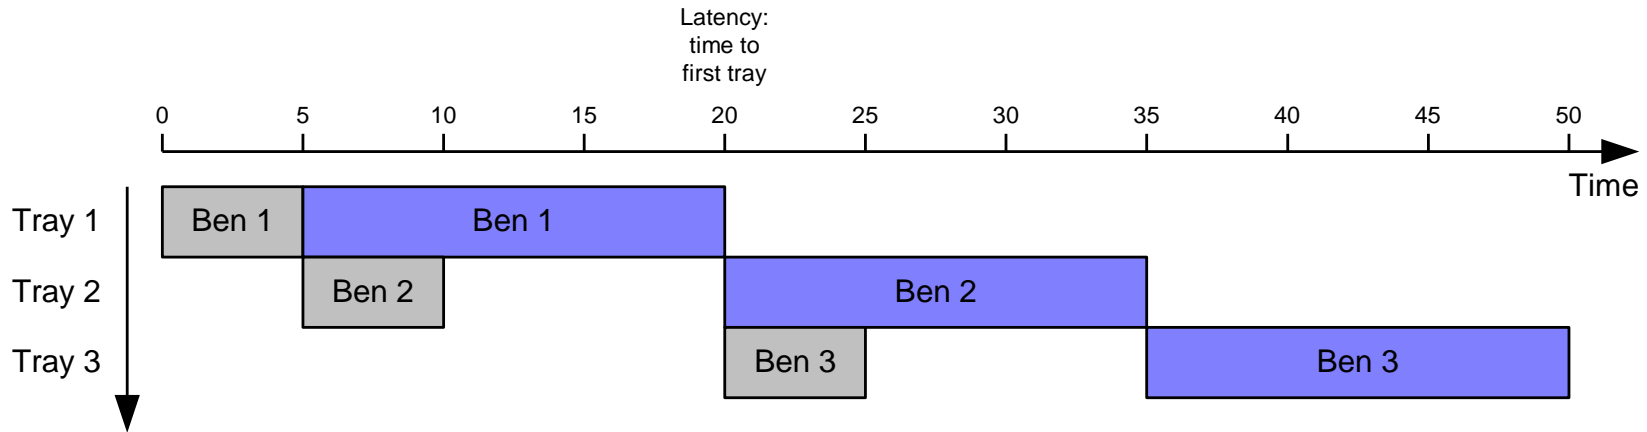 Latency:
time to
first tray
0 5 10 15 20 25 30 35 40 45 50
Time
Tray 1 Ben 1 Ben 1
Tray 2 Ben 2 Ben 2
Tray 3 Ben 3 Ben 3